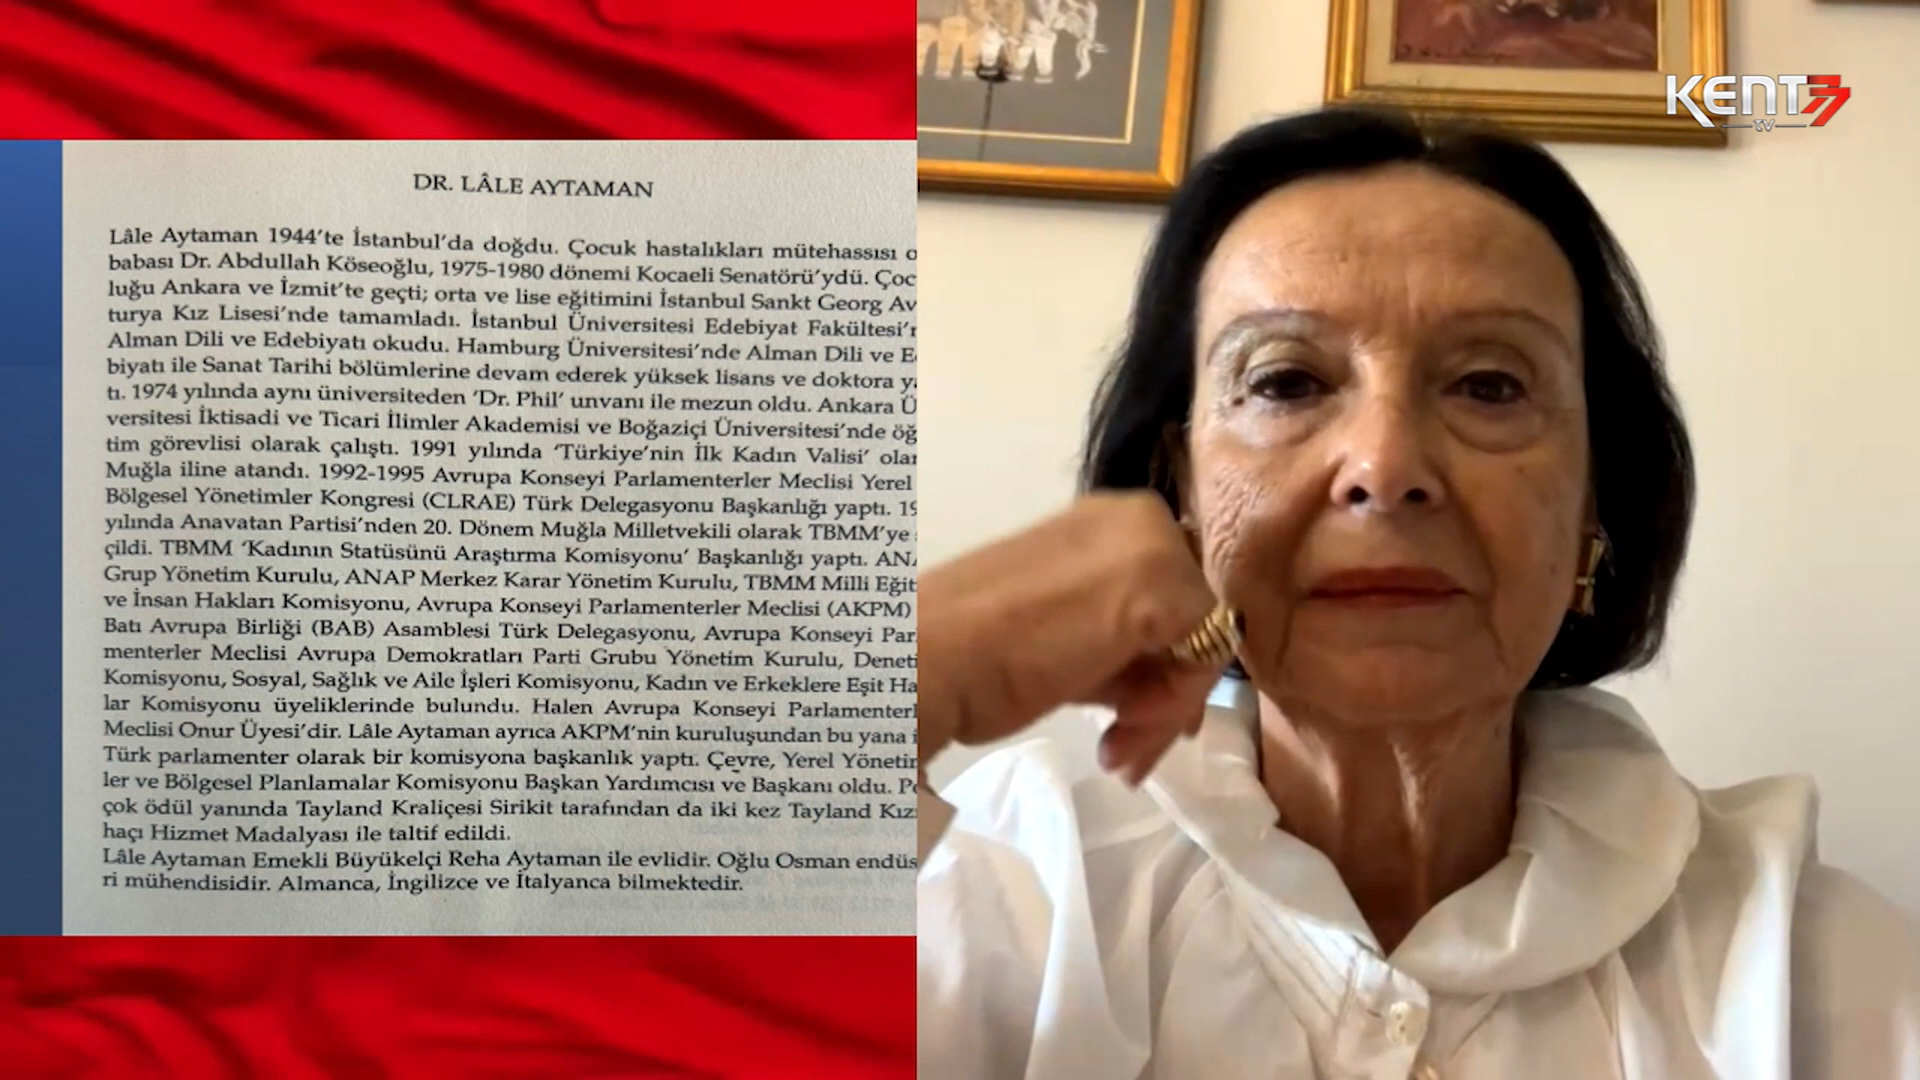 DR. LÂLE AYTAMAN
Lâle Aytaman 1944'te İstanbul'da doğdu. Çocuk hastalıkları mütehassısı
babası Dr. Abdullah Köseoğlu, 1975-1980 dönemi Kocaeli Senatörü'ydü. Çoc
luğu Ankara ve İzmit'te geçti; orta ve lise eğitimini İstanbul Sankt Georg Av
turya Kız Lisesi'nde tamamladı. İstanbul Üniversitesi Edebiyat Fakültesi'
Alman Dili ve Edebiyatı okudu. Hamburg Üniversitesi'nde Alman Dili ve E
biyatı ile Sanat Tarihi bölümlerine devam ederek yüksek lisans ve doktora y
tı. 1974 yılında aynı üniversiteden 'Dr. Phil' unvanı ile mezun oldu. Ankara Ü
versitesi İktisadi ve Ticari İlimler Akademisi ve Boğaziçi Üniversitesi'nde öğ
tim görevlisi olarak çalıştı. 1991 yılında 'Türkiye'nin İlk Kadın Valisi' olar
Muğla iline atandı. 1992-1995 Avrupa Konseyi Parlamenterler Meclisi Yerel
Bölgesel Yönetimler Kongresi (CLRAE) Türk Delegasyonu Başkanlığı yaptı. 19
yılında Anavatan Partisi'nden 20. Dönem Muğla Milletvekili olarak TBMM'ye
çildi. TBMM 'Kadının Statüsünü Araştırma Komisyonu' Başkanlığı yaptı. ANA
Grup Yönetim Kurulu, ANAP Merkez Karar Yönetim Kurulu, TBMM Milli Eğit
ve İnsan Hakları Komisyonu, Avrupa Konseyi Parlamenterler Meclisi (AKPM)
Batı Avrupa Birliği (BAB) Asamblesi Türk Delegasyonu, Avrupa Konseyi Par
menterler Meclisi Avrupa Demokratları Parti Grubu Yönetim Kurulu, Deneti
Komisyonu, Sosyal, Sağlık ve Aile İşleri Komisyonu, Kadın ve Erkeklere Eşit Ha
lar Komisyonu üyeliklerinde bulundu. Halen Avrupa Konseyi Parlamenterl
Meclisi Onur Üyesi'dir. Lâle Aytaman ayrıca AKPM'nin kuruluşundan bu yana i
Türk parlamenter olarak bir komisyona başkanlık yaptı. Çevre, Yerel Yönetim
ler ve Bölgesel Planlamalar Komisyonu Başkan Yardımcısı ve Başkanı oldu. Pe
çok ödül yanında Tayland Kraliçesi Sirikit tarafından da iki kez Tayland Kız
haçı Hizmet Madalyası ile taltif edildi.
Lâle Aytaman Emekli Büyükelçi Reha Aytaman ile evlidir. Oğlu Osman endüs
ri mühendisidir. Almanca, İngilizce ve İtalyanca bilmektedir.
KENT
TV